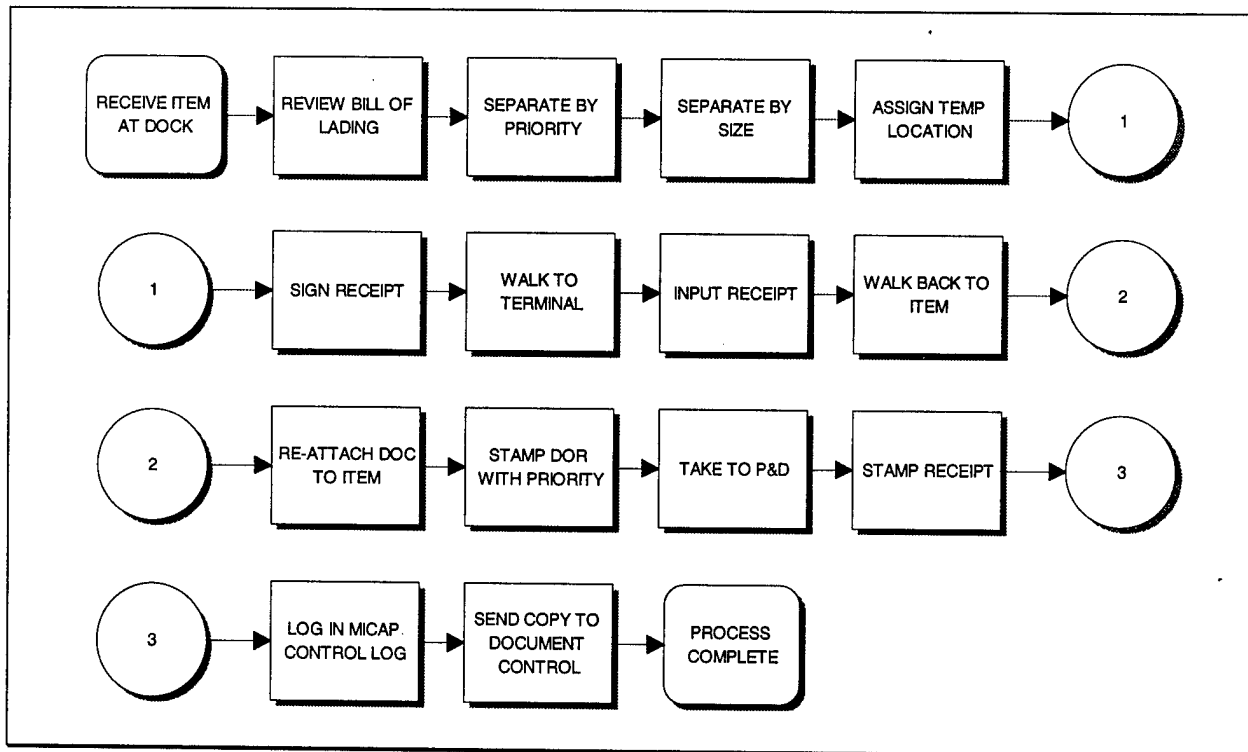 RECEIVE ITEM
AT DOCK
REVIEW BILL OF
LADING
SEPARATE BY
PRIORITY
SEPARATE BY
SIZE
ASSIGN TEMP
LOCATION
1
1
SIGN RECEIPT
WALK TO
TERMINAL
INPUT RECEIPT
WALK BACK TO
ITEM
2
2
RE-ATTACH DOC
TO ITEM
STAMP DOR
WITH PRIORITY
TAKE TO P&D
STAMP RECEIPT
3
3
LOG IN MICAP
CONTROL LOG
SEND COPY TO
DOCUMENT
CONTROL
PROCESS
COMPLETE